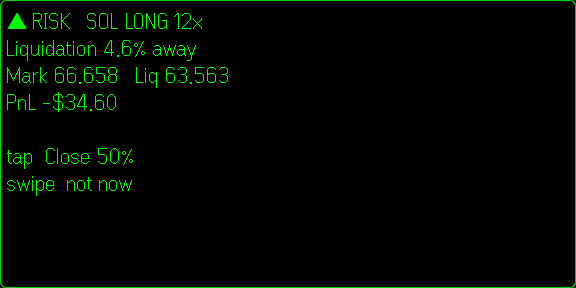 ▲ RISK SOL LONG 12x
Liquidation 4.6% away
Mark 66.658 Liq 63.563
PnL -$34.60
tap Close 50%
swipe not now